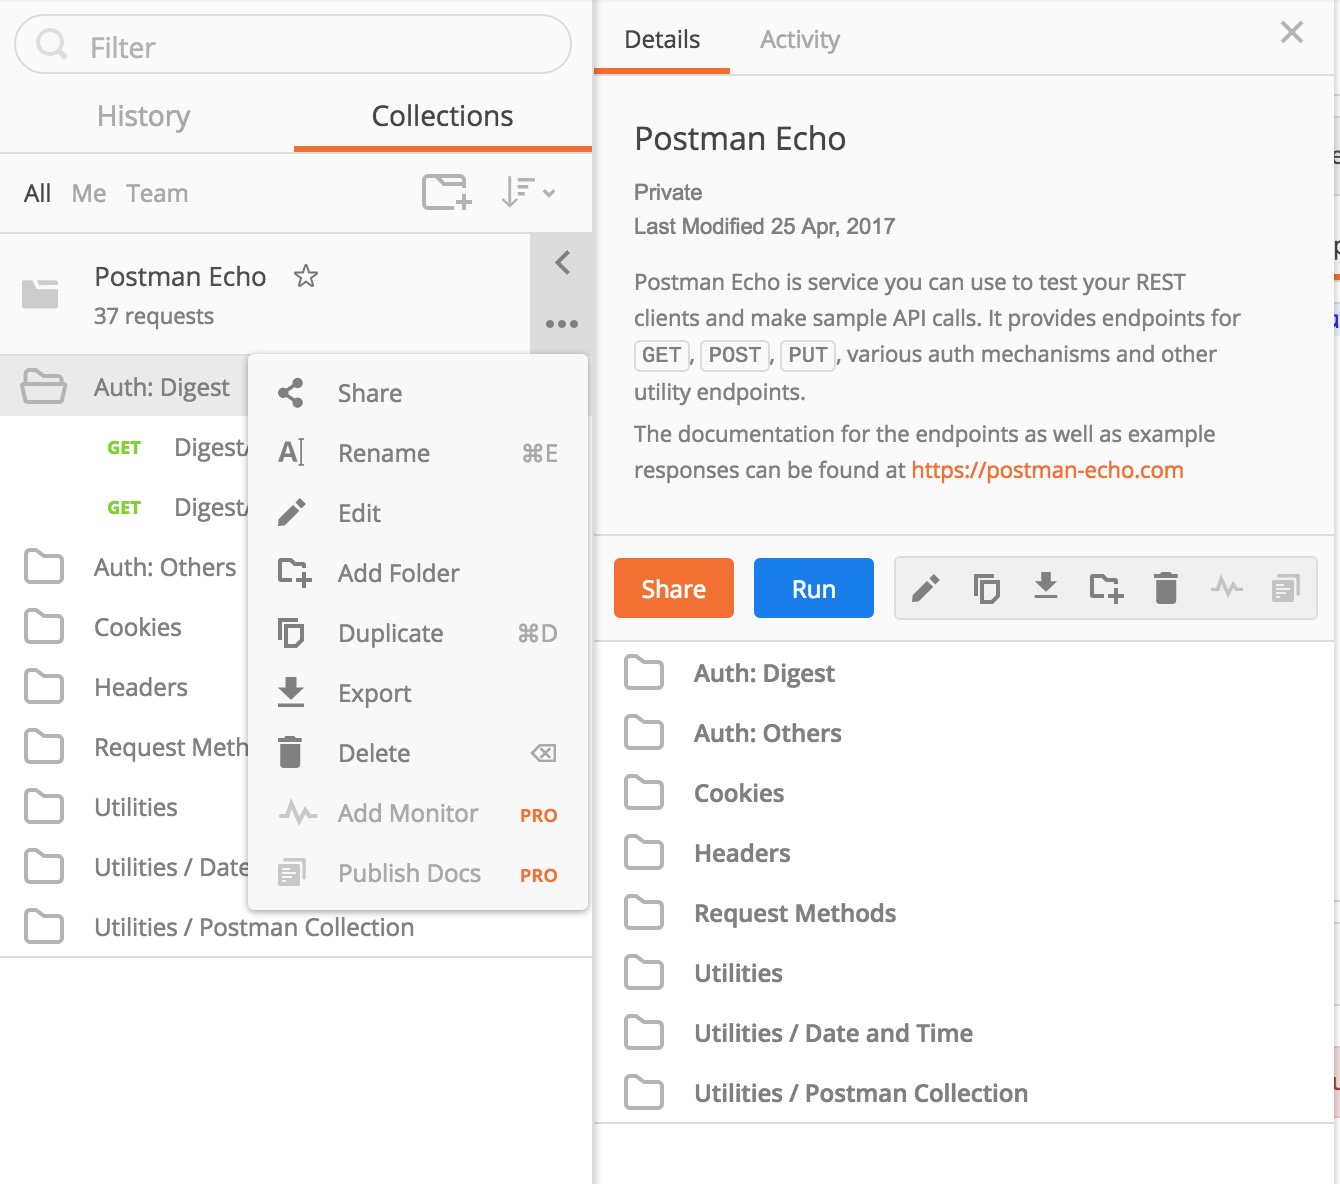 Filter
History Collections
All Me Team
Postman Echo
37 requests
Auth: Digest
GET Digest/
GET Digest/
Auth: Others
Cookies
Headers
Request Meth
Utilities
Utilities / Date
Utilities / Postman Collection
Share
Rename ⌘E
Edit
Add Folder
Duplicate ⌘D
Export
Delete
Add Monitor PRO
Publish Docs PRO
Details Activity
Postman Echo
Private
Last Modified 25 Apr, 2017
Postman Echo is service you can use to test your REST
clients and make sample API calls. It provides endpoints for
GET, POST, PUT, various auth mechanisms and other
utility endpoints.
The documentation for the endpoints as well as example
responses can be found at https://postman-echo.com
Share Run
Auth: Digest
Auth: Others
Cookies
Headers
Request Methods
Utilities
Utilities / Date and Time
Utilities / Postman Collection